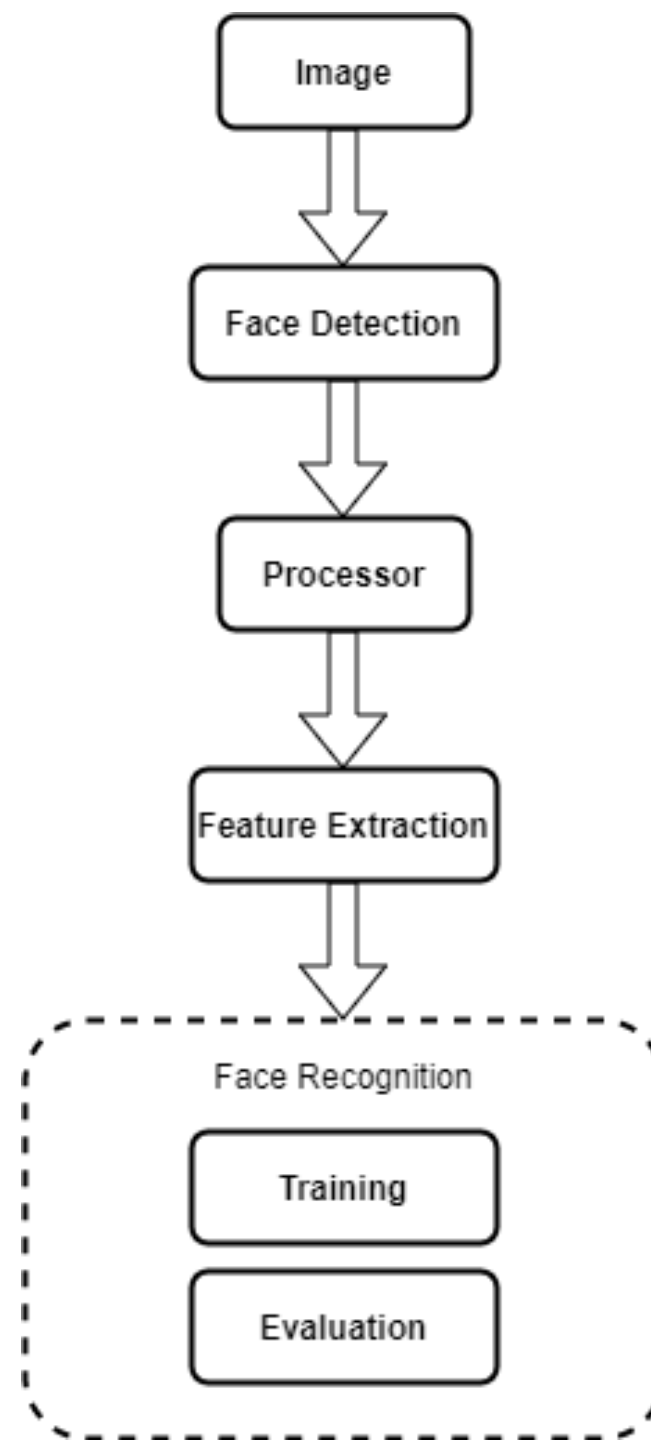 Image
Face Detection
Processor
Feature Extraction
Face Recognition
Training
Evaluation